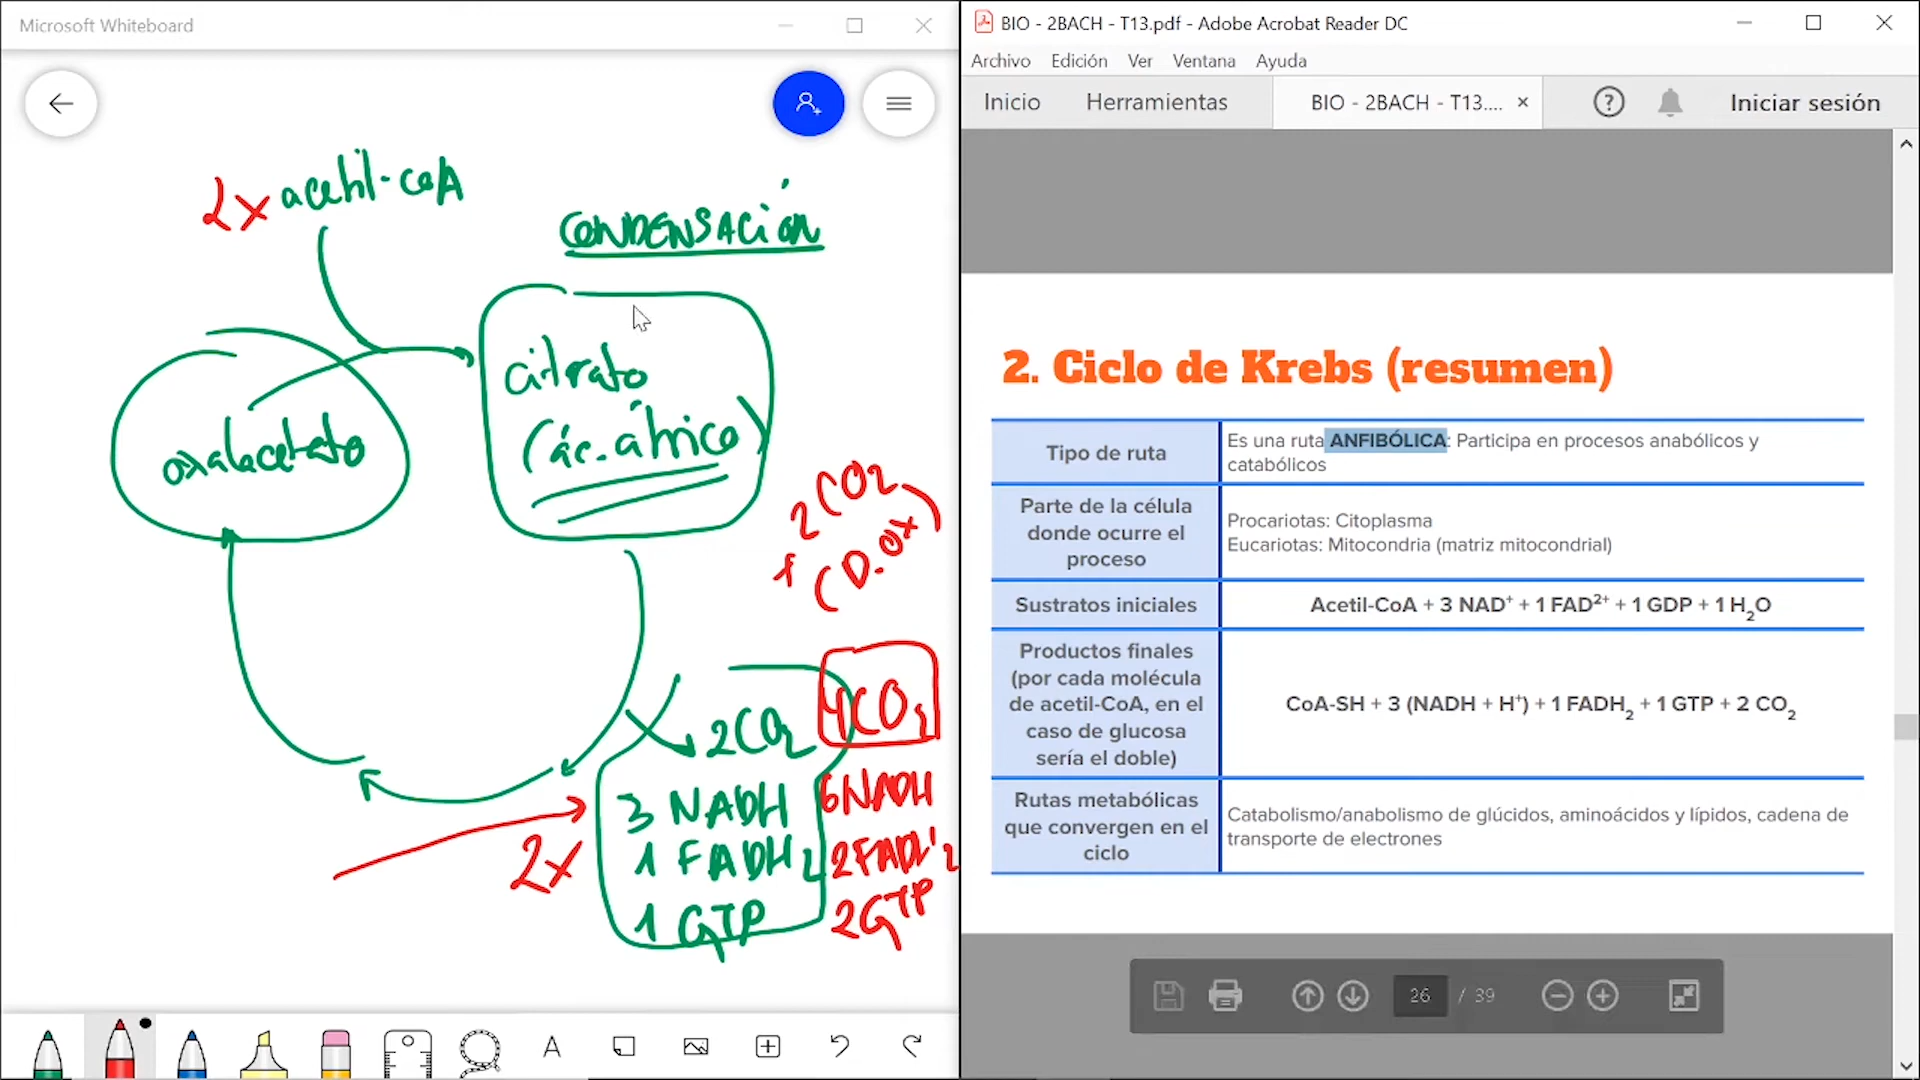 Microsoft Whiteboard
2x acetil-CoA
CONDENSACIÓN
oxalacetato
citrato
(ác. cítrico)
2CO2
(D.OX)
2CO2
4CO2
3 NADH
6NADH
2x
1 FADH2
2FADH2
1 GTP
2GTP
A
BIO - 2BACH - T13.pdf - Adobe Acrobat Reader DC
Archivo Edición Ver Ventana Ayuda
Inicio Herramientas BIO - 2BACH - T13.... × ? Iniciar sesión
2. Ciclo de Krebs (resumen)
Tipo de ruta
Es una ruta ANFIBÓLICA: Participa en procesos anabólicos y
catabólicos
Parte de la célula
donde ocurre el
proceso
Procariotas: Citoplasma
Eucariotas: Mitocondria (matriz mitocondrial)
Sustratos iniciales
Acetil-CoA + 3 NAD+ + 1 FAD2+ + 1 GDP + 1 H2O
Productos finales
(por cada molécula
de acetil-CoA, en el
caso de glucosa
sería el doble)
CoA-SH + 3 (NADH + H+) + 1 FADH2 + 1 GTP + 2 CO2
Rutas metabólicas
que convergen en el
ciclo
Catabolismo/anabolismo de glúcidos, aminoácidos y lípidos, cadena de
transporte de electrones
26 / 39